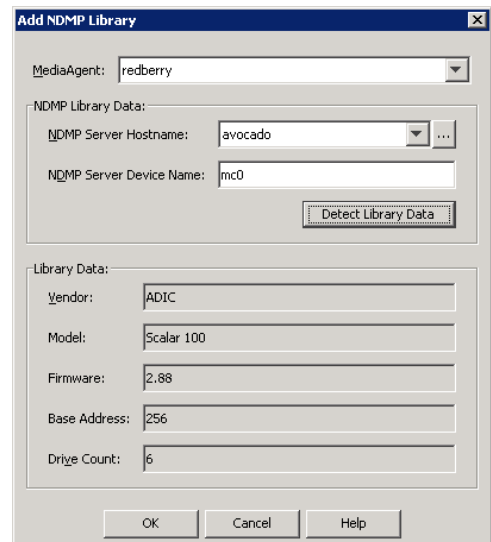 Add NDMP Library
MediaAgent: redberry
NDMP Library Data:
NDMP Server Hostname: avocado ...
NDMP Server Device Name: mc0
Detect Library Data
Library Data:
Vendor: ADIC
Model: Scalar 100
Firmware: 2.88
Base Address: 256
Drive Count: 6
OK Cancel Help